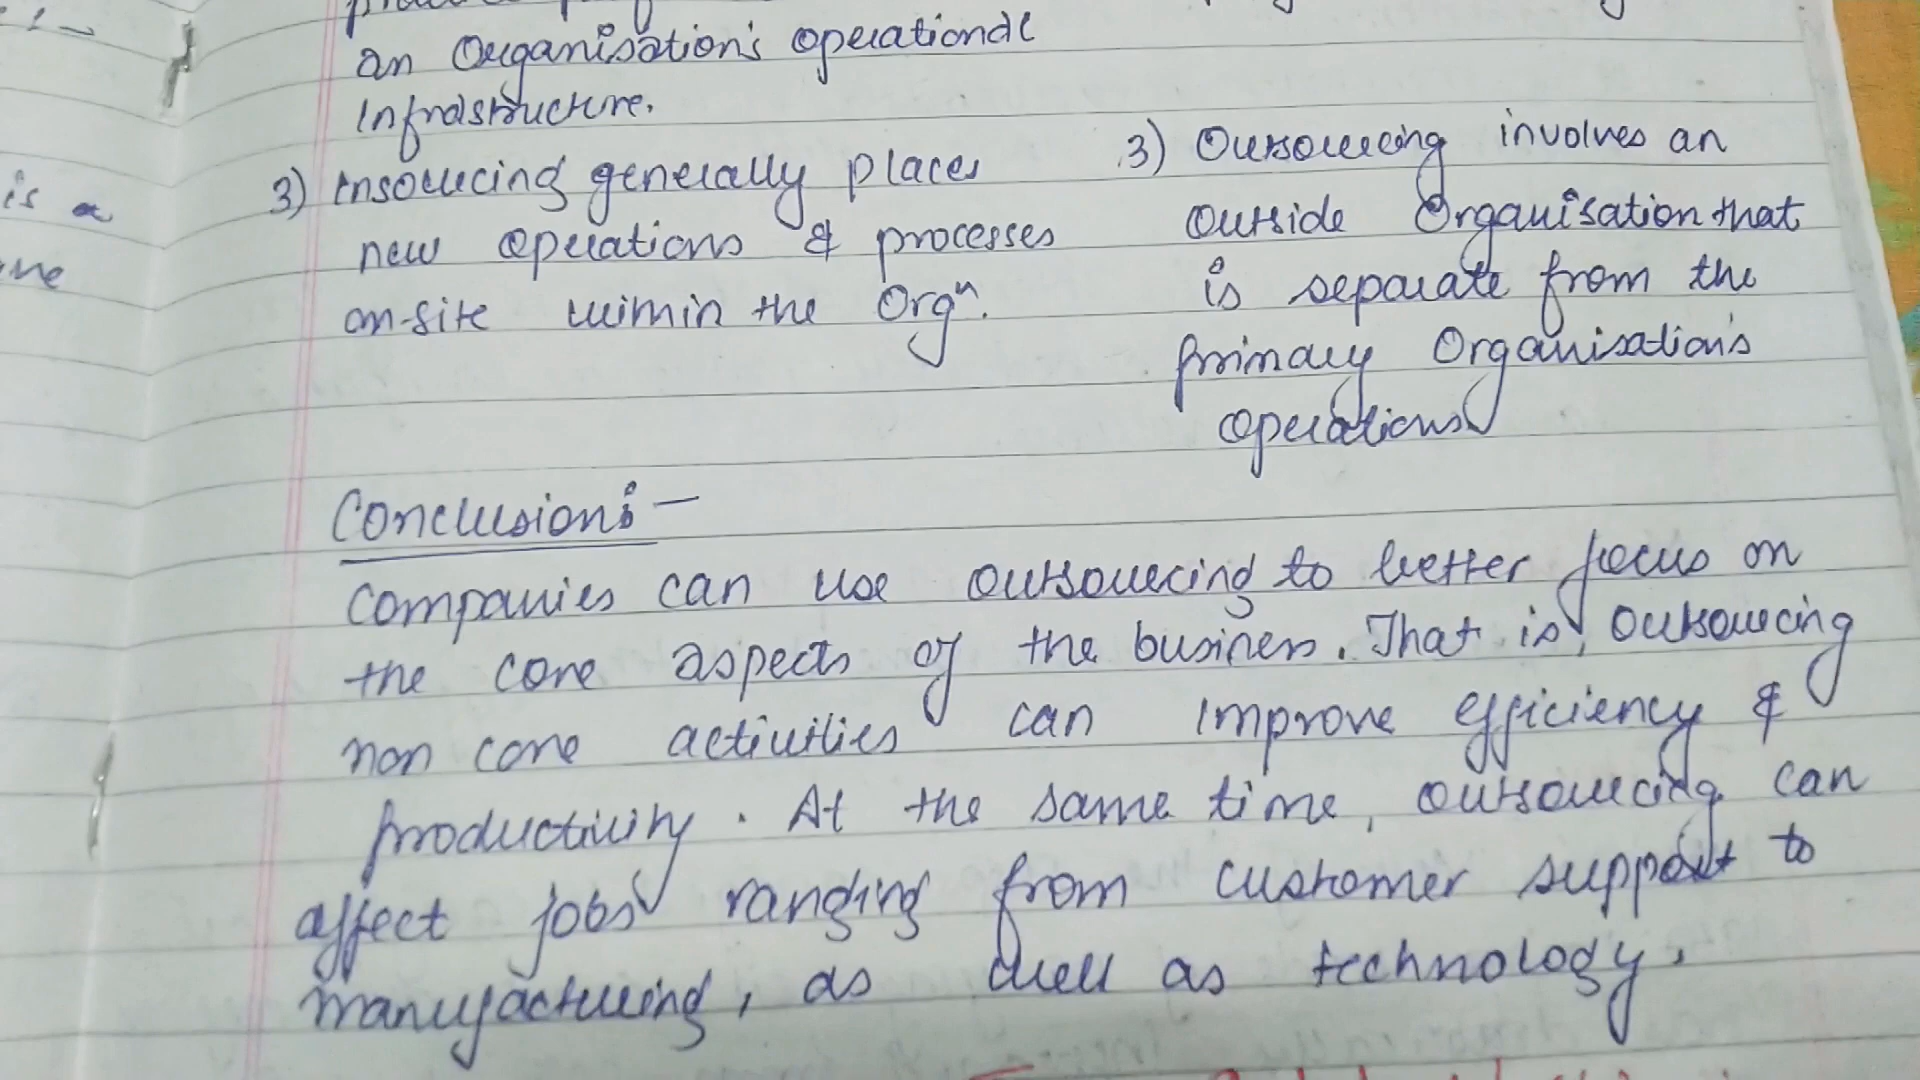 an Organisation's operational
Infrastructure.
3) Insourcing generally places
new operations & processes
on-site within the Orgⁿ.
3) Outsourcing involves an
outside Organisation that
is separate from the
primary Organisation's
operations
Conclusion: -
Companies can use outsourcing to better focus on
the core aspects of the business. That is, outsourcing
non core activities can improve efficiency &
productivity. At the same time, outsourcing can
affect jobs ranging from customer support to
manufacturing, as well as technology.
is a